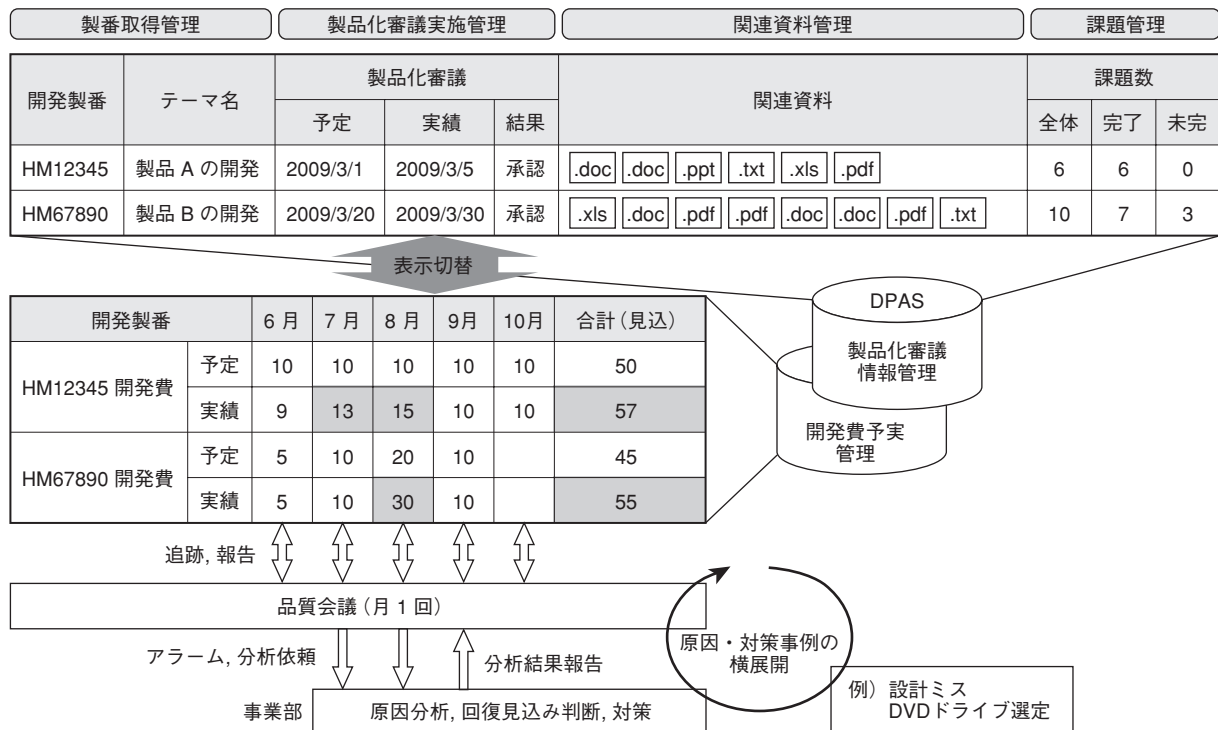 製番取得管理 製品化審議実施管理 関連資料管理 課題管理
開発製番 テーマ名 製品化審議 関連資料 課題数
予定 実績 結果 全体 完了 未完
HM12345 製品 A の開発 2009/3/1 2009/3/5 承認 .doc .doc .ppt .txt .xls .pdf 6 6 0
HM67890 製品 B の開発 2009/3/20 2009/3/30 承認 .xls .doc .pdf .pdf .doc .doc .pdf .txt 10 7 3
表示切替
DPAS
製品化審議
情報管理
開発費予実
管理
開発製番 6 月 7 月 8 月 9月 10月 合計(見込)
HM12345 開発費 予定 10 10 10 10 10 50
実績 9 13 15 10 10 57
HM67890 開発費 予定 5 10 20 10 45
実績 5 10 30 10 55
追跡, 報告
品質会議(月 1 回)
アラーム, 分析依頼 分析結果報告
原因・対策事例の
横展開
事業部 原因分析, 回復見込み判断, 対策
例) 設計ミス
DVDドライブ選定